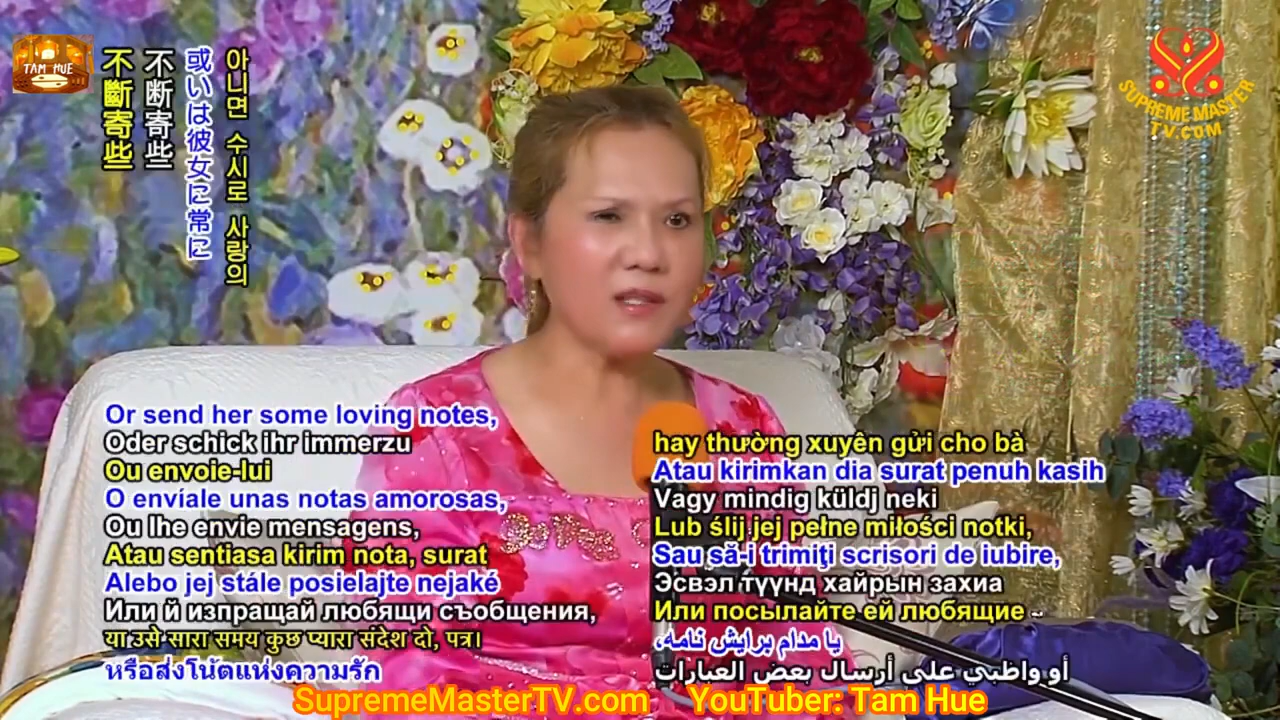 TAM HUE
不斷寄些
不断寄些
或いは彼女に常に
아니면 수시로 사랑의
SUPREME MASTER
TV.COM
Or send her some loving notes,
Oder schick ihr immerzu
Ou envoie-lui
O envíale unas notas amorosas,
Ou lhe envie mensagens,
Atau sentiasa kirim nota, surat
Alebo jej stále posielajte nejaké
Или й изпращай любящи съобщения,
या उसे सारा समय कुछ प्यारा संदेश दो, पत्र।
หรือส่งโน้ตแห่งความรัก
hay thường xuyên gửi cho bà
Atau kirimkan dia surat penuh kasih
Vagy mindig küldj neki
Lub ślij jej pełne miłości notki,
Sau să-i trimiţi scrisori de iubire,
Эсвэл түүнд хайрын захиа
Или посылайте ей любящие
يا مدام برایش نامه،
أو واظبي على أرسال بعض العبارات
SupremeMasterTV.com YouTuber: Tam Hue